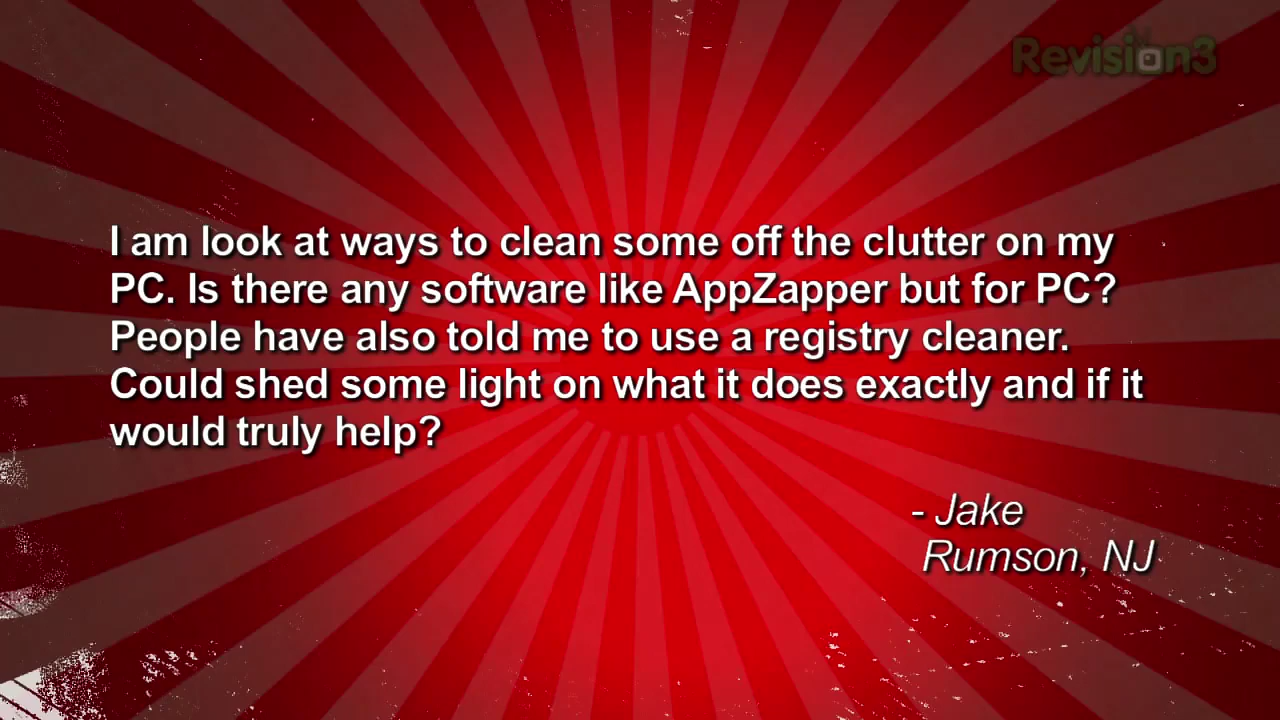 Revision3
I am look at ways to clean some off the clutter on my
PC. Is there any software like AppZapper but for PC?
People have also told me to use a registry cleaner.
Could shed some light on what it does exactly and if it
would truly help?
- Jake
Rumson, NJ